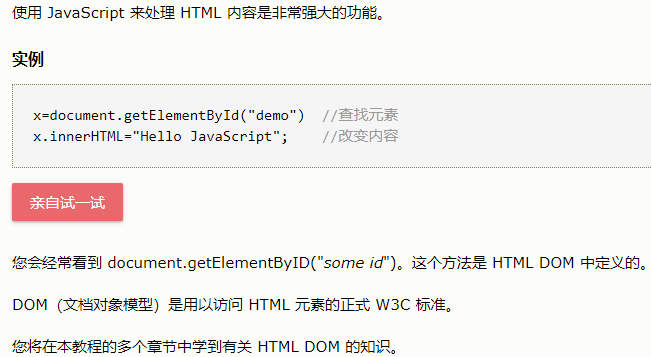 使用 JavaScript 来处理 HTML 内容是非常强大的功能。
实例
x=document.getElementById("demo")  //查找元素
x.innerHTML="Hello JavaScript";    //改变内容
亲自试一试
您会经常看到 document.getElementByID("some id")。这个方法是 HTML DOM 中定义的。
DOM（文档对象模型）是用以访问 HTML 元素的正式 W3C 标准。
您将在本教程的多个章节中学到有关 HTML DOM 的知识。